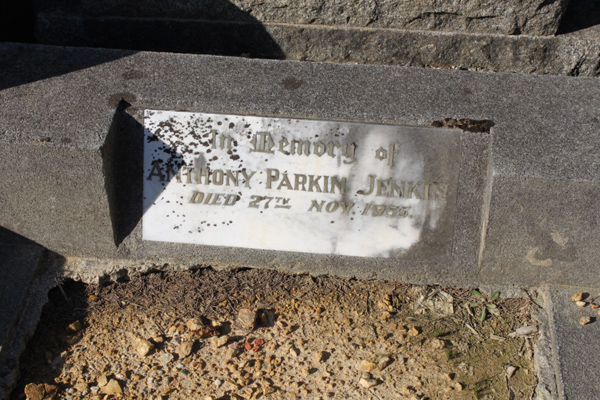 In Memory of
ANTHONY PARKIN JENKIN
DIED 27TH NOV.